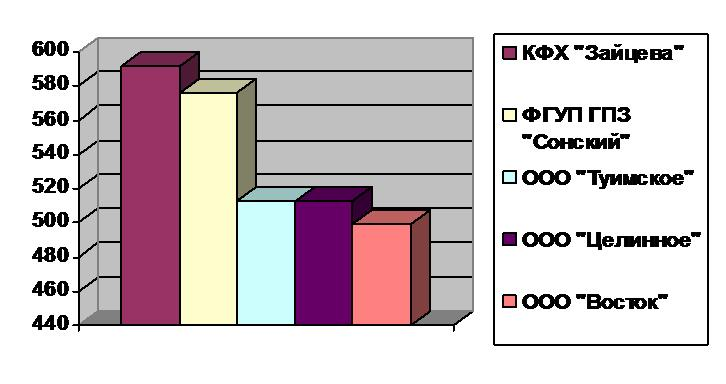 600
580
560
540
520
500
480
460
440
КФХ "Зайцева"
ФГУП ГПЗ
"Сонский"
ООО "Туимское"
ООО "Целинное"
ООО "Восток"